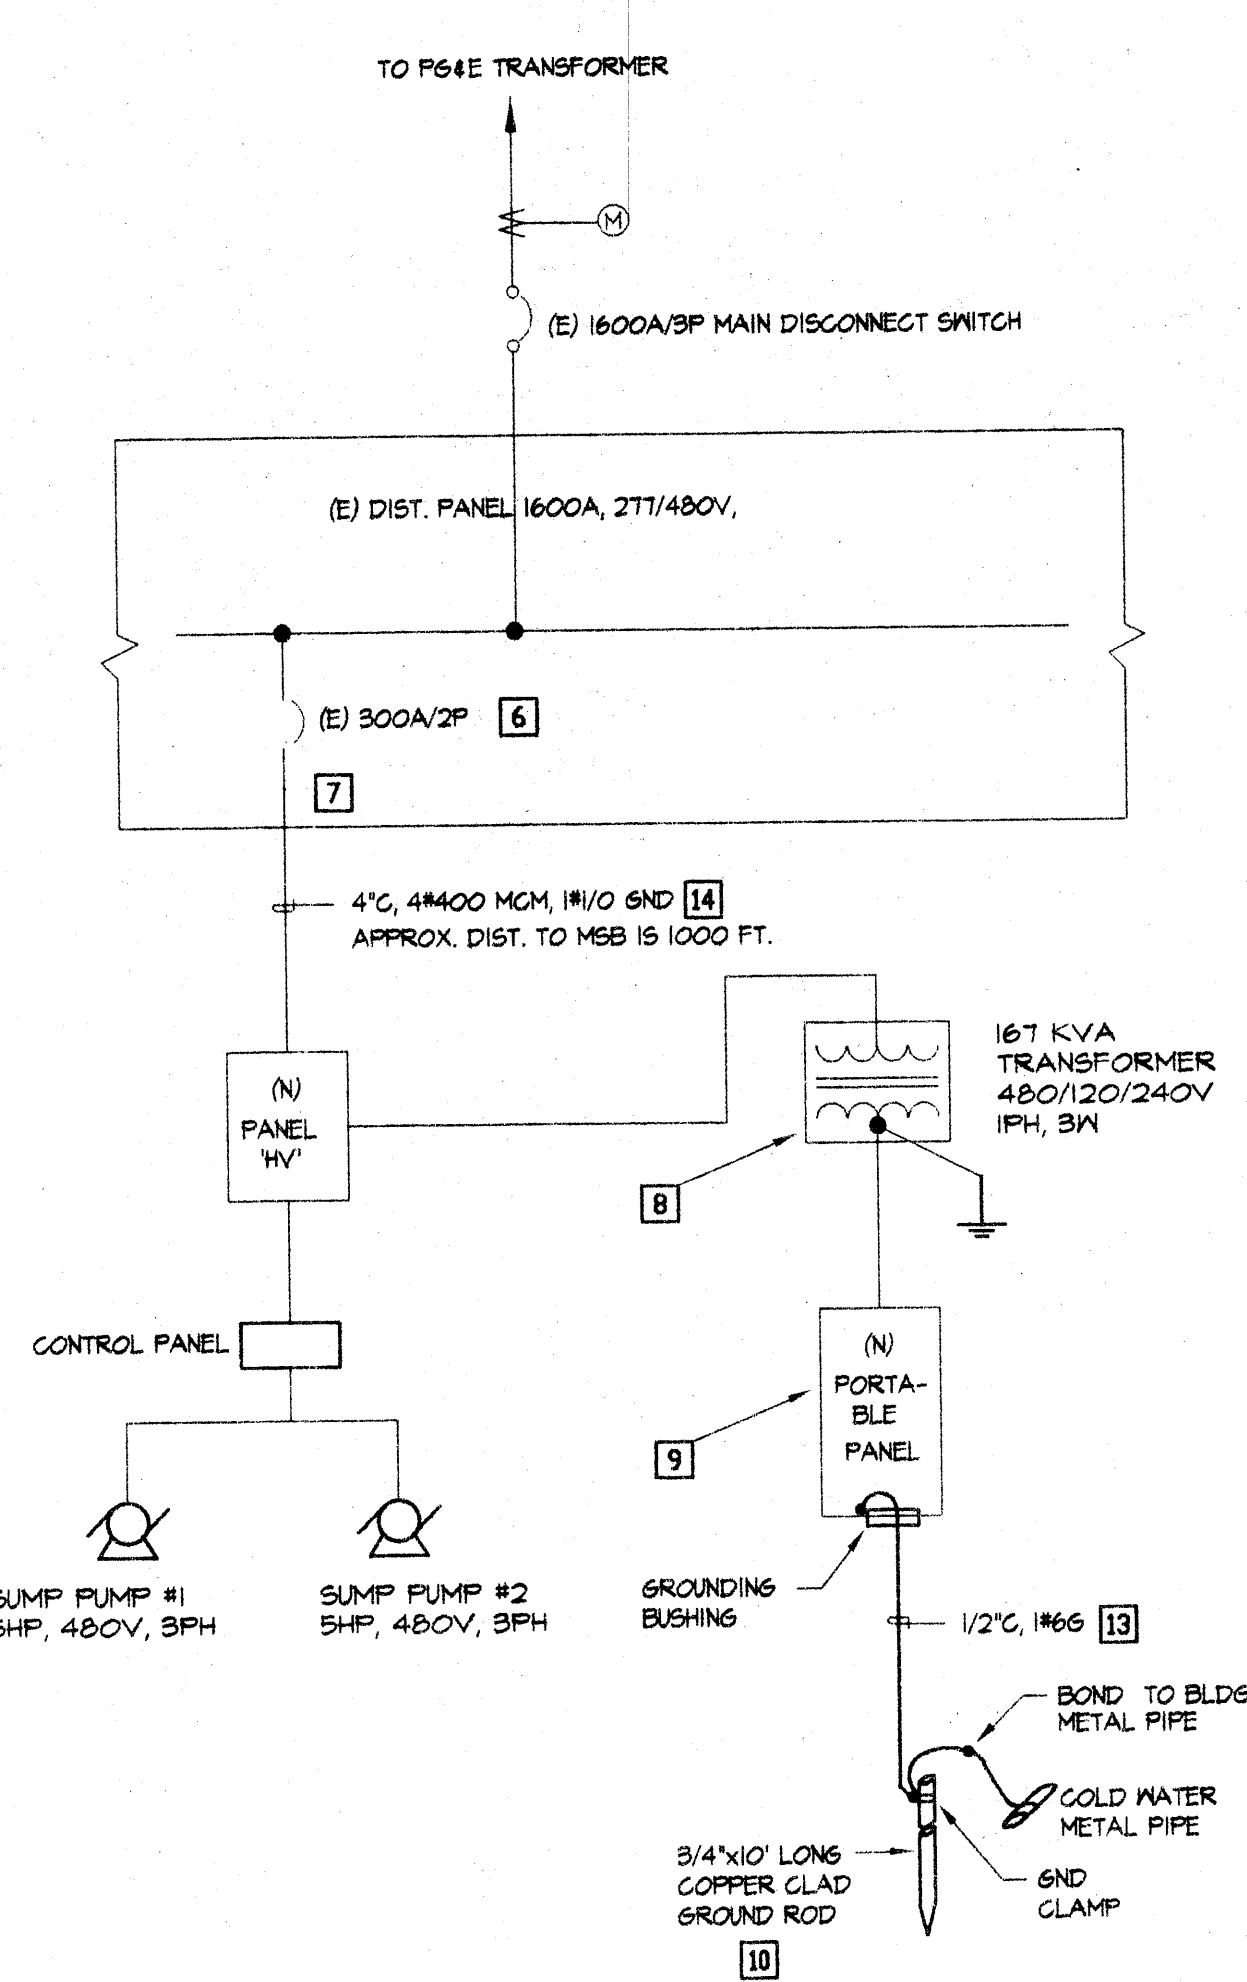 TO PG&E TRANSFORMER
M
(E) 1600A/3P MAIN DISCONNECT SWITCH
(E) DIST. PANEL 1600A, 277/480V,
(E) 300A/2P 6
7
4"C, 4#400 MCM, 1#1/0 GND 14
APPROX. DIST. TO MSB IS 1000 FT.
167 KVA
TRANSFORMER
480/120/240V
1PH, 3W
(N)
PANEL
'HV'
8
CONTROL PANEL
(N)
PORTA-
BLE
PANEL
9
SUMP PUMP #1
5HP, 480V, 3PH
SUMP PUMP #2
5HP, 480V, 3PH
GROUNDING
BUSHING
1/2"C, 1#6G 13
BOND TO BLDG
METAL PIPE
COLD WATER
METAL PIPE
3/4"x10' LONG
COPPER CLAD
GROUND ROD
10
GND
CLAMP